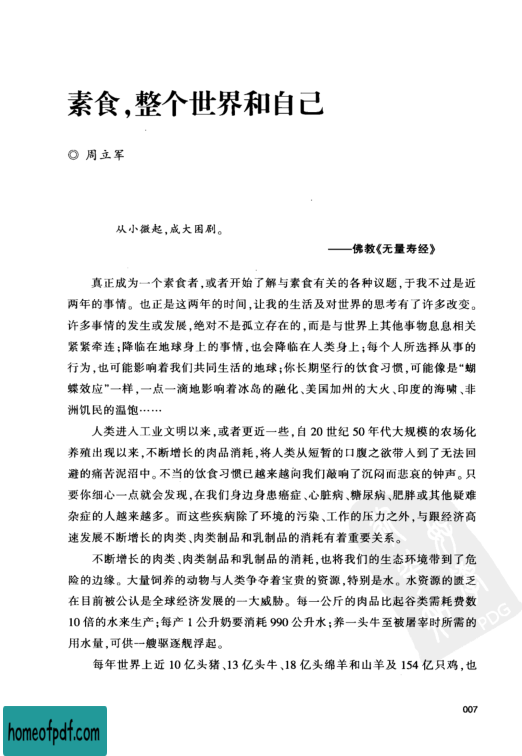 素食,整个世界和自己
◎ 周立军
从小微起,成大困剧。
——佛教《无量寿经》
真正成为一个素食者,或者开始了解与素食有关的各种议题,于我不过是近
两年的事情。也正是这两年的时间,让我的生活及对世界的思考有了许多改变。
许多事情的发生或发展,绝对不是孤立存在的,而是与世界上其他事物息息相关
紧紧牵连;降临在地球身上的事情,也会降临在人类身上;每个人所选择从事的
行为,也可能影响着我们共同生活的地球;你长期坚行的饮食习惯,可能像是“蝴
蝶效应”一样,一点一滴地影响着冰岛的融化、美国加州的大火、印度的海啸、非
洲饥民的温饱……
人类进入工业文明以来,或者更近一些,自 20 世纪 50 年代大规模的农场化
养殖出现以来,不断增长的肉品消耗,将人类从短暂的口腹之欲带人到了无法回
避的痛苦泥沼中。不当的饮食习惯已越来越向我们敲响了沉闷而悲哀的钟声。只
要你细心一点就会发现,在我们身边身患癌症、心脏病、糖尿病、肥胖或其他疑难
杂症的人越来越多。而这些疾病除了环境的污染、工作的压力之外,与跟经济高
速发展不断增长的肉类、肉类制品和乳制品的消耗有着重要关系。
不断增长的肉类、肉类制品和乳制品的消耗,也将我们的生态环境带到了危
险的边缘。大量饲养的动物与人类争夺着宝贵的资源,特别是水。水资源的匮乏
在目前被公认是全球经济发展的一大威胁。每一公斤的肉品比起谷类需耗费数
10 倍的水来生产;每产 1 公升奶要消耗 990 公升水;养一头牛至被屠宰时所需的
用水量,可供一艘驱逐舰浮起。
每年世界上近 10 亿头猪、13 亿头牛、18 亿头绵羊和山羊及 154 亿只鸡,也
PDG
007
homeofpdf.com